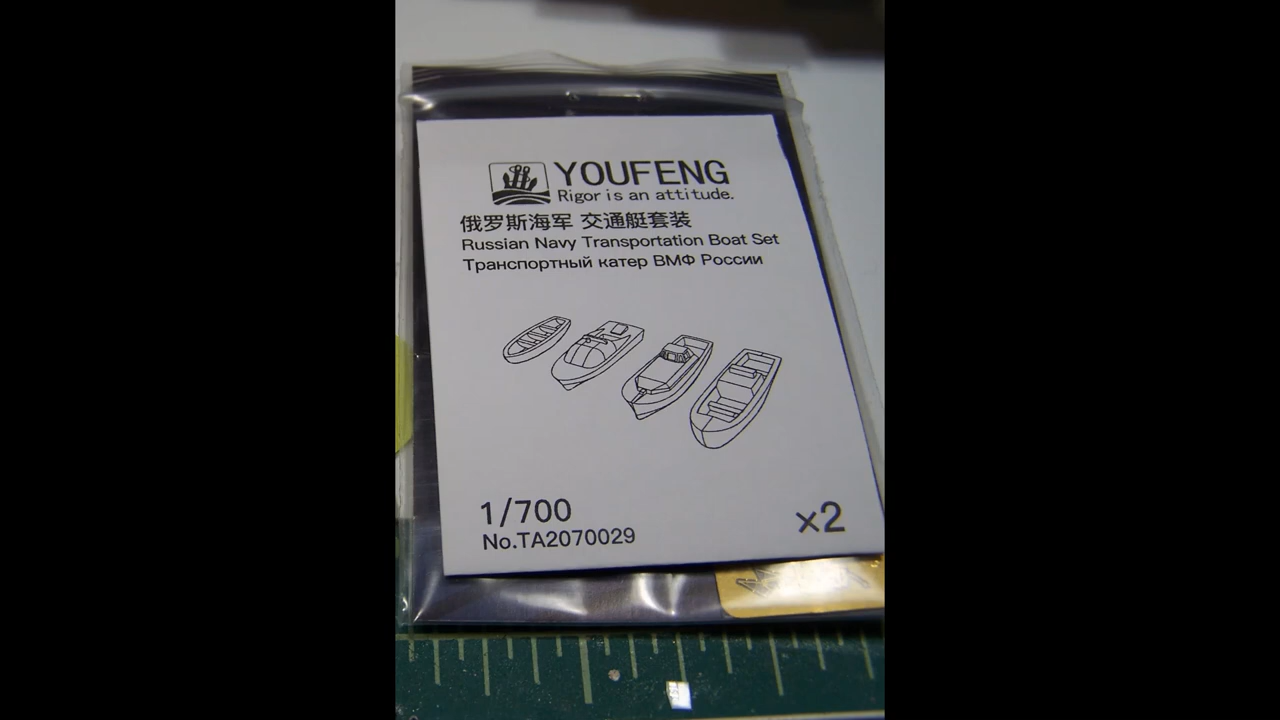 YOUFENG
Rigor is an attitude.
俄罗斯海军 交通艇套装
Russian Navy Transportation Boat Set
Транспортный катер ВМФ России
1/700
No.TA2070029
x2